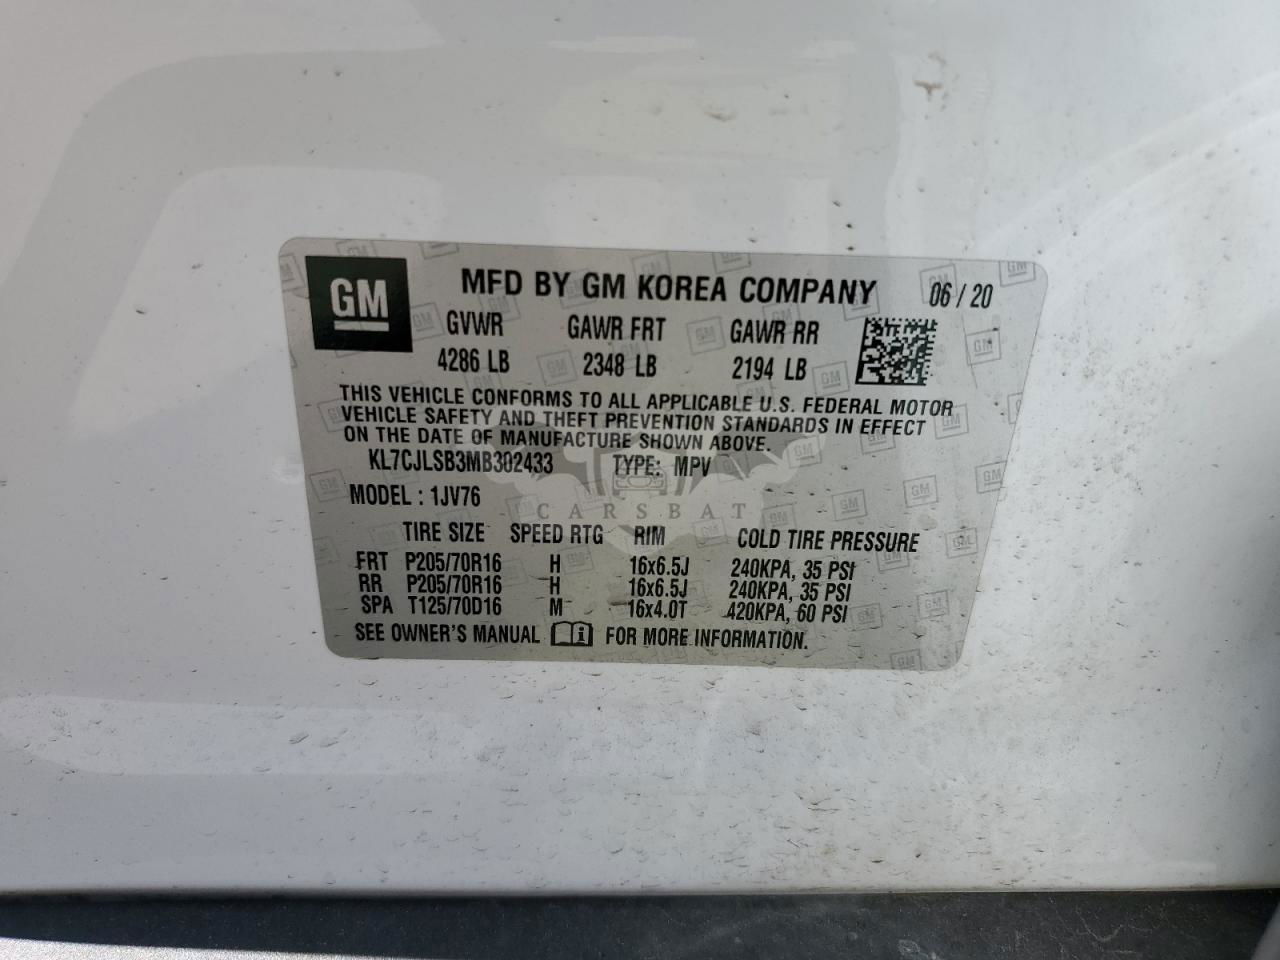 GM
MFD BY GM KOREA COMPANY 06 / 20
GVWR GAWR FRT GAWR RR
4286 LB 2348 LB 2194 LB
THIS VEHICLE CONFORMS TO ALL APPLICABLE U.S. FEDERAL MOTOR
VEHICLE SAFETY AND THEFT PREVENTION STANDARDS IN EFFECT
ON THE DATE OF MANUFACTURE SHOWN ABOVE.
KL7CJLSB3MB302433 TYPE: MPV
MODEL : 1JV76
CARSBAT
TIRE SIZE SPEED RTG RIM COLD TIRE PRESSURE
FRT P205/70R16 H 16x6.5J 240KPA, 35 PSI
RR P205/70R16 H 16x6.5J 240KPA, 35 PSI
SPA T125/70D16 M 16x4.0T 420KPA, 60 PSI
SEE OWNER'S MANUAL i FOR MORE INFORMATION.